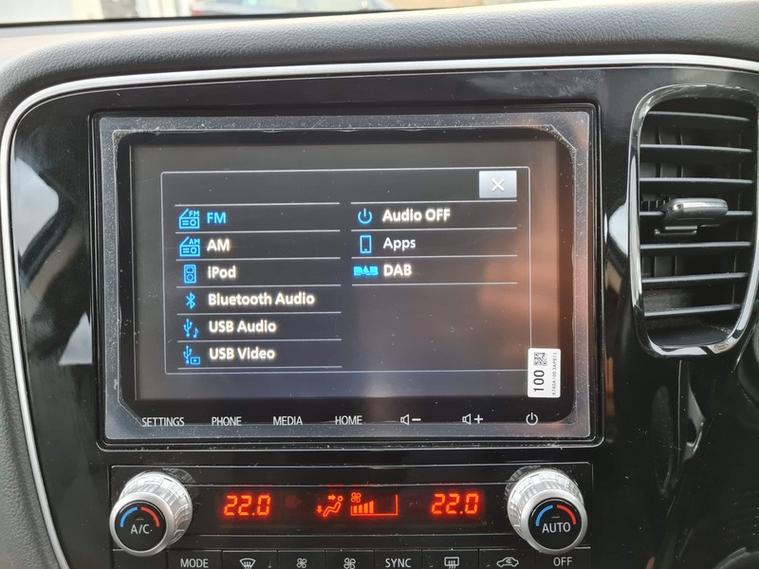 FM
AM
iPod
Bluetooth Audio
USB Audio
USB Video
Audio OFF
Apps
DAB DAB
100
SETTINGS PHONE MEDIA HOME - + 
22.0 22.0
A/C AUTO
MODE SYNC OFF